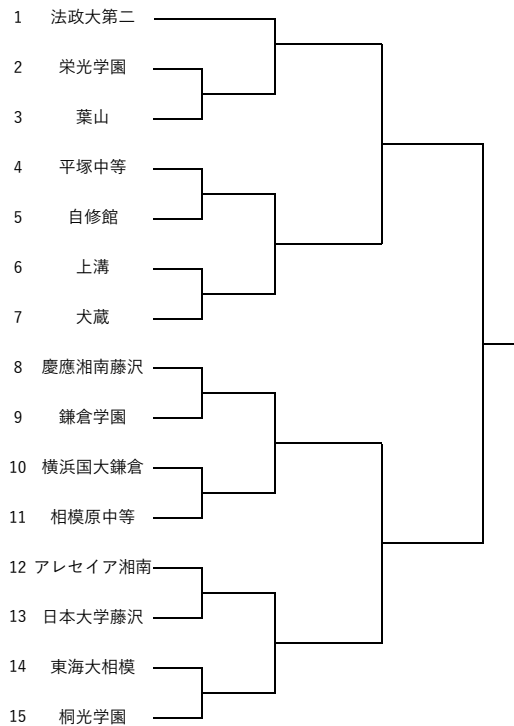 1 法政大第二
2 栄光学園
3 葉山
4 平塚中等
5 自修館
6 上溝
7 犬蔵
8 慶應湘南藤沢
9 鎌倉学園
10 横浜国大鎌倉
11 相模原中等
12 アレセイア湘南
13 日本大学藤沢
14 東海大相模
15 桐光学園